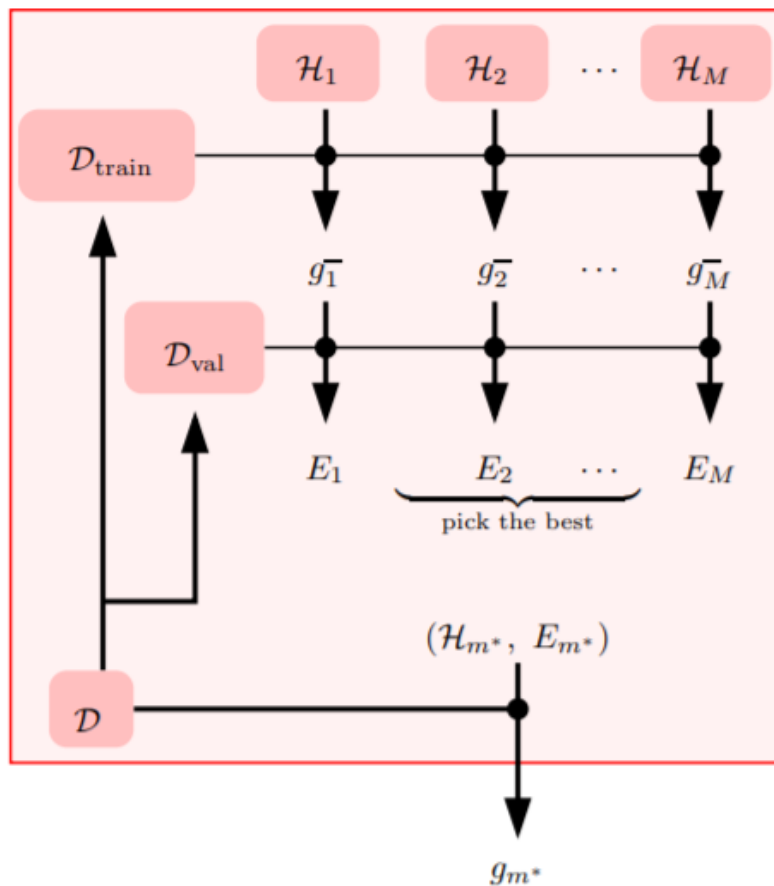 ℋ₁ ℋ₂ ⋯ ℋ_M
𝒟_train
g₁⁻ g₂⁻ ⋯ g_M⁻
𝒟_val
E₁ E₂ ⋯ E_M
pick the best
(ℋ_{m*}, E_{m*})
𝒟
g_{m*}